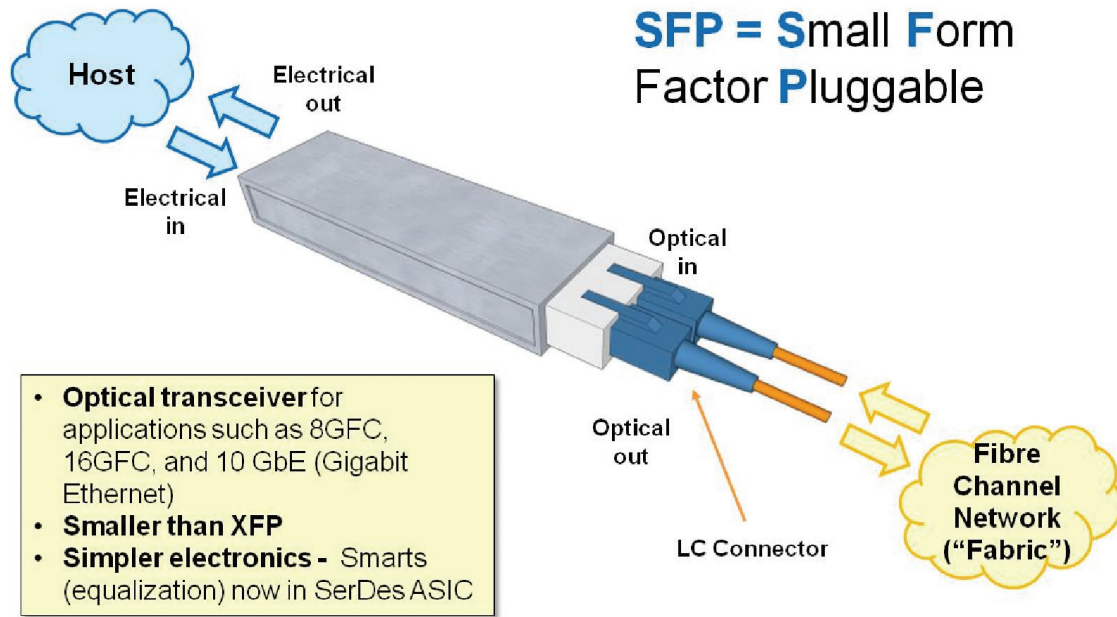 SFP = Small Form
Factor Pluggable
Host
Electrical
out
Electrical
in
Optical
in
• Optical transceiver for
applications such as 8GFC,
16GFC, and 10 GbE (Gigabit
Ethernet)
• Smaller than XFP
• Simpler electronics - Smarts
(equalization) now in SerDes ASIC
Optical
out
LC Connector
Fibre
Channel
Network
(“Fabric”)